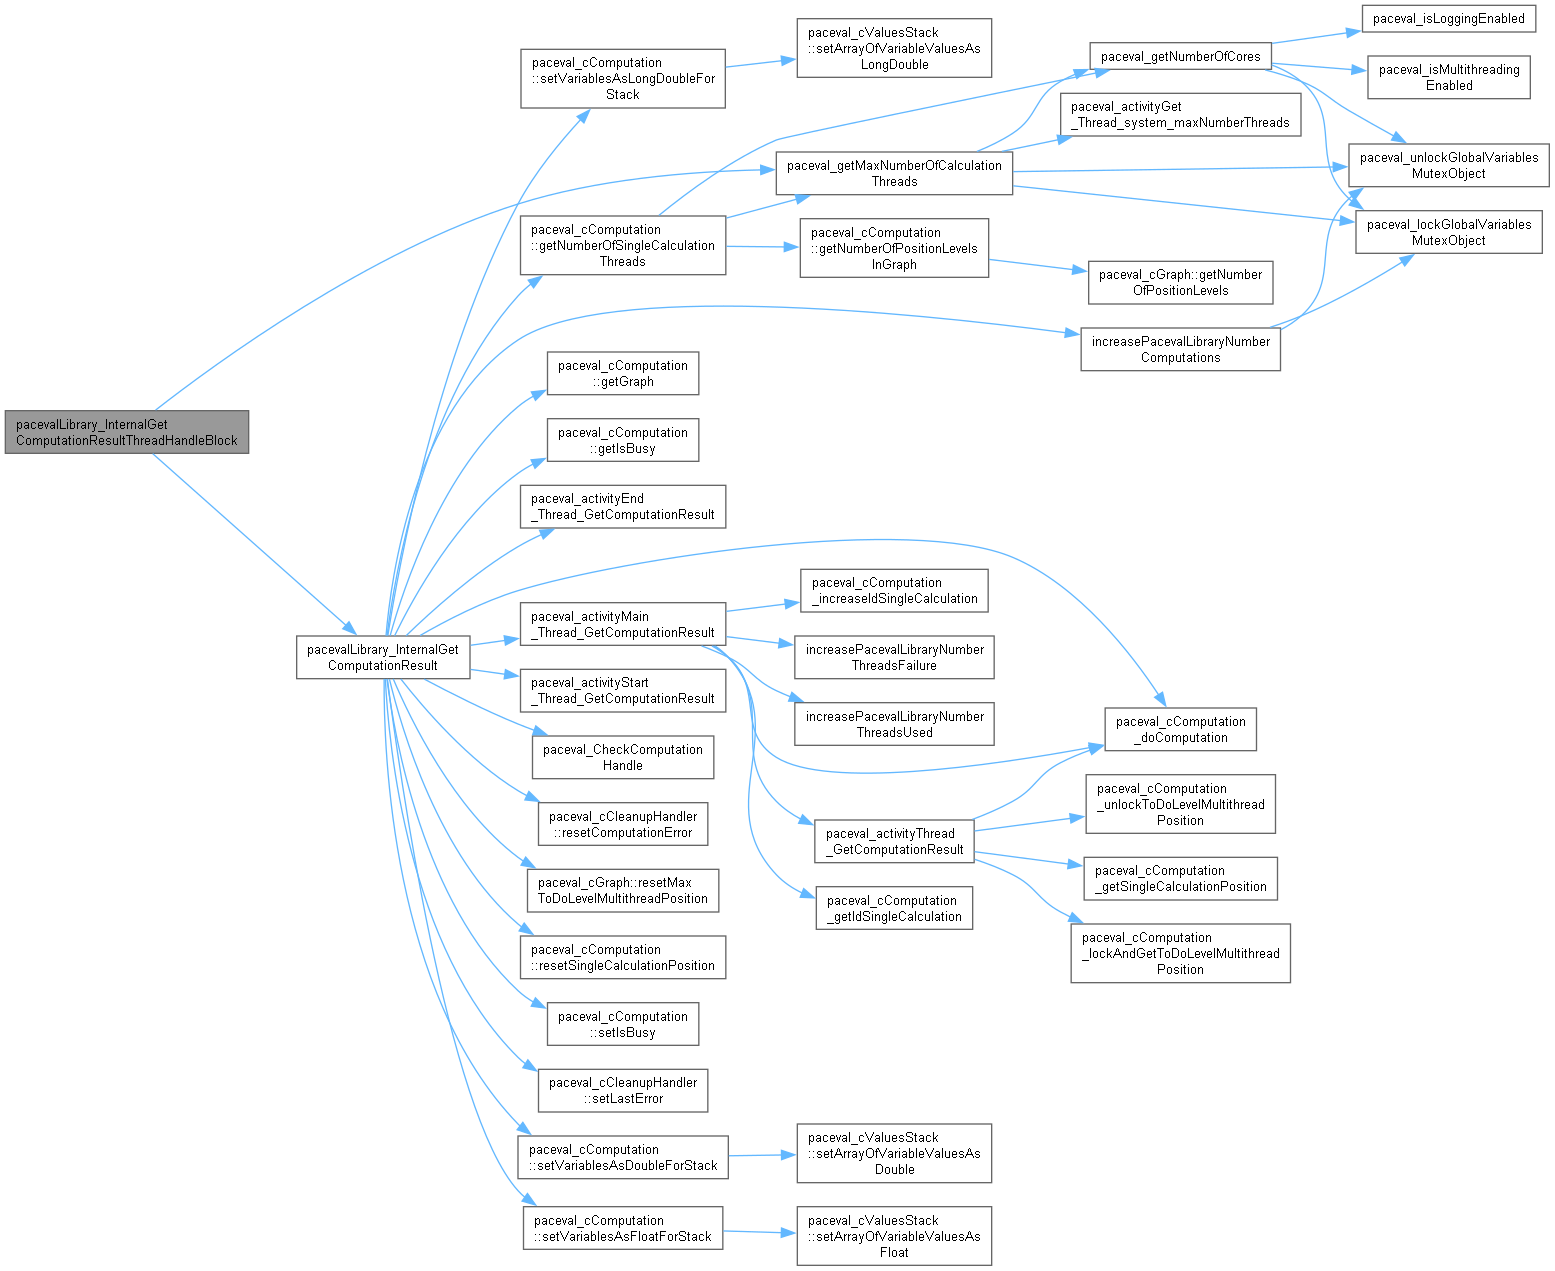 pacevalLibrary_InternalGet
ComputationResultThreadHandleBlock
pacevalLibrary_InternalGet
ComputationResult
paceval_cComputation
::setVariablesAsLongDoubleFor
Stack
paceval_cComputation
::getNumberOfSingleCalculation
Threads
paceval_cComputation
::getGraph
paceval_cComputation
::getIsBusy
paceval_activityEnd
_Thread_GetComputationResult
paceval_activityMain
_Thread_GetComputationResult
paceval_activityStart
_Thread_GetComputationResult
paceval_CheckComputation
Handle
paceval_cCleanupHandler
::resetComputationError
paceval_cGraph::resetMax
ToDoLevelMultithreadPosition
paceval_cComputation
::resetSingleCalculationPosition
paceval_cComputation
::setIsBusy
paceval_cCleanupHandler
::setLastError
paceval_cComputation
::setVariablesAsDoubleForStack
paceval_cComputation
::setVariablesAsFloatForStack
paceval_cValuesStack
::setArrayOfVariableValuesAs
LongDouble
paceval_getMaxNumberOfCalculation
Threads
paceval_cComputation
::getNumberOfPositionLevels
InGraph
paceval_cComputation
_increaseIdSingleCalculation
increasePacevalLibraryNumber
ThreadsFailure
increasePacevalLibraryNumber
ThreadsUsed
paceval_activityThread
_GetComputationResult
paceval_cComputation
_getIdSingleCalculation
paceval_cValuesStack
::setArrayOfVariableValuesAs
Double
paceval_cValuesStack
::setArrayOfVariableValuesAs
Float
paceval_getNumberOfCores
paceval_activityGet
_Thread_system_maxNumberThreads
paceval_cGraph::getNumber
OfPositionLevels
increasePacevalLibraryNumber
Computations
paceval_cComputation
_doComputation
paceval_cComputation
_unlockToDoLevelMultithread
Position
paceval_cComputation
_getSingleCalculationPosition
paceval_cComputation
_lockAndGetToDoLevelMultithread
Position
paceval_isLoggingEnabled
paceval_isMultithreading
Enabled
paceval_unlockGlobalVariables
MutexObject
paceval_lockGlobalVariables
MutexObject